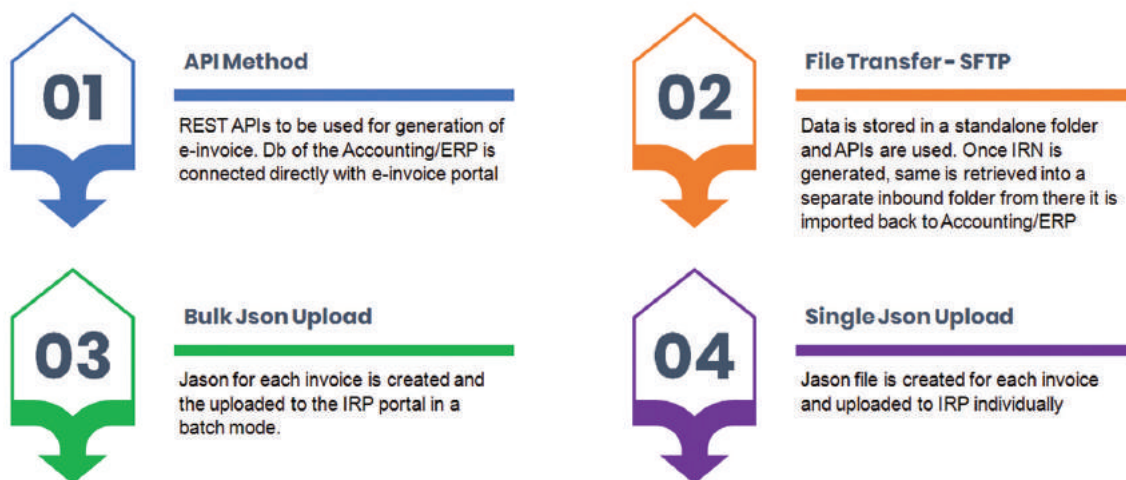 01
API Method
REST APIs to be used for generation of
e-invoice. Db of the Accounting/ERP is
connected directly with e-invoice portal
02
File Transfer - SFTP
Data is stored in a standalone folder
and APIs are used. Once IRN is
generated, same is retrieved into a
separate inbound folder from there it is
imported back to Accounting/ERP
03
Bulk Json Upload
Jason for each invoice is created and
the uploaded to the IRP portal in a
batch mode.
04
Single Json Upload
Jason file is created for each invoice
and uploaded to IRP individually